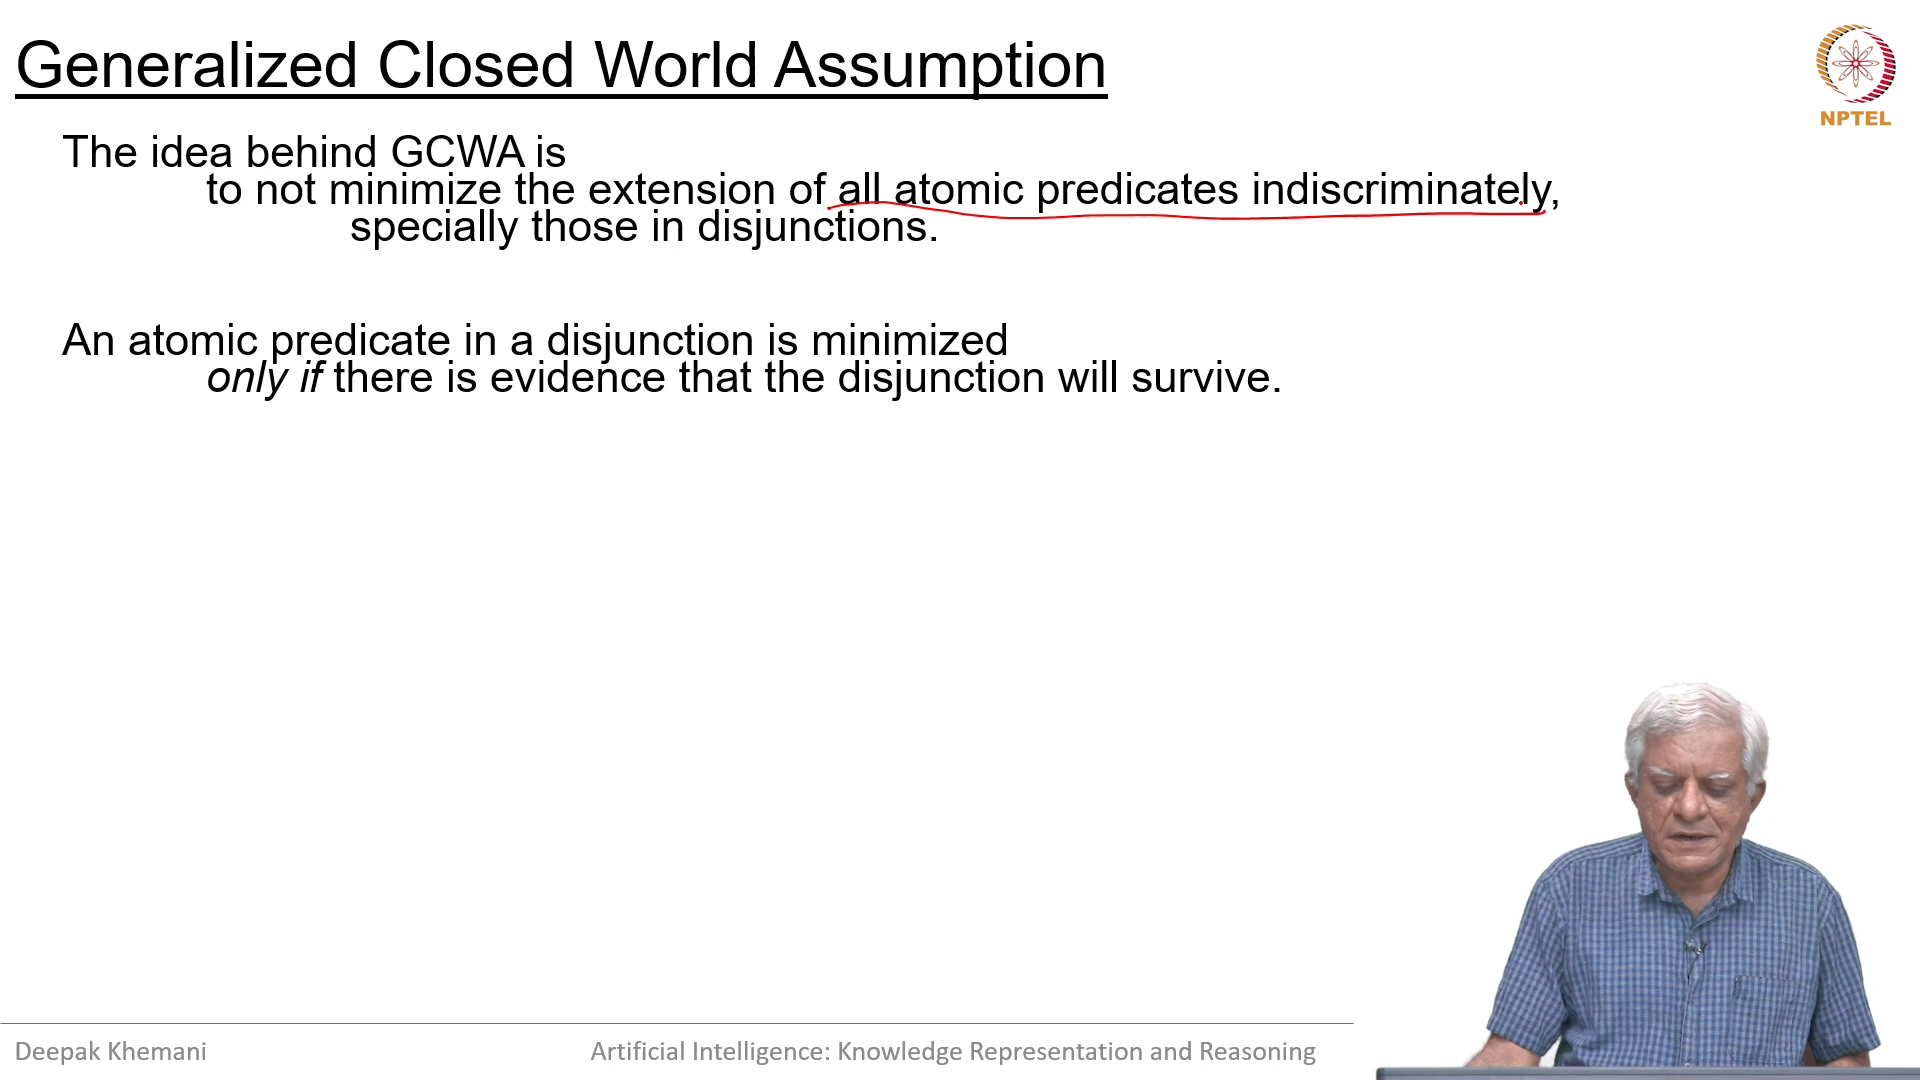 Generalized Closed World Assumption
NPTEL
The idea behind GCWA is
to not minimize the extension of all atomic predicates indiscriminately,
specially those in disjunctions.
An atomic predicate in a disjunction is minimized
only if there is evidence that the disjunction will survive.
Deepak Khemani
Artificial Intelligence: Knowledge Representation and Reasoning